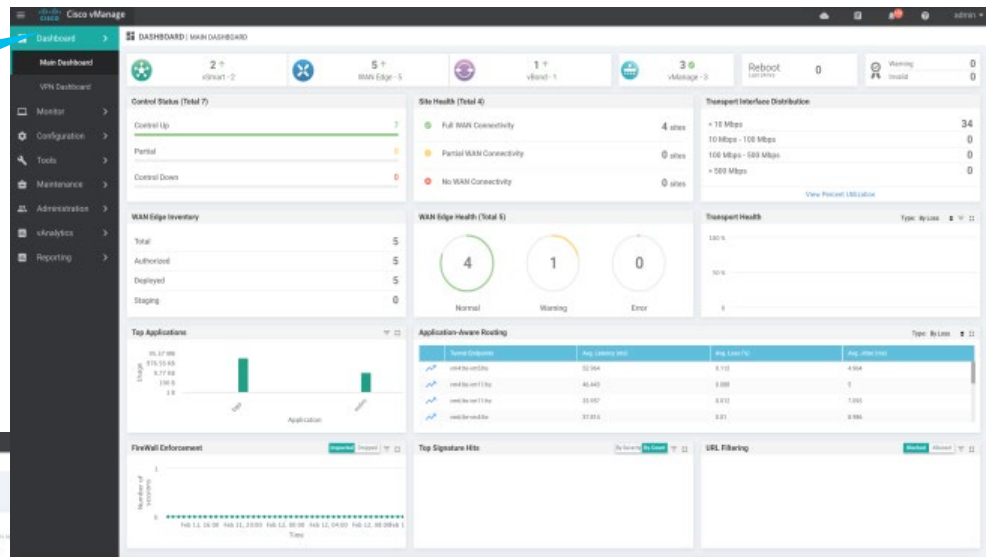 CISCO Cisco vManage
admin
Dashboard
Main Dashboard
VPN Dashboard
Monitor
Configuration
Tools
Maintenance
Administration
vAnalytics
Reporting
DASHBOARD | MAIN DASHBOARD
2 ↑
vSmart - 2
5 ↑
WAN Edge - 5
1 ↑
vBond - 1
3
vManage - 3
Reboot 0
Warning 0
Invalid 0
Control Status (Total 7)
Control Up 7
Partial 0
Control Down 0
Site Health (Total 4)
Full WAN Connectivity 4 sites
Partial WAN Connectivity 0 sites
No WAN Connectivity 0 sites
Transport Interface Distribution
< 10 Mbps 34
10 Mbps - 100 Mbps 0
100 Mbps - 500 Mbps 0
> 500 Mbps 0
View Percent Utilization
WAN Edge Inventory
Total 5
Authorized 5
Deployed 5
Staging 0
WAN Edge Health (Total 5)
4 1 0
Normal Warning Error
Transport Health Type: By Loss
100 %
50 %
0
Top Applications
Usage
Application
Application-Aware Routing Type: By Loss
Tunnel Endpoints Avg. Latency (ms) Avg. Loss (%) Avg. Jitter (ms)
FireWall Enforcement Inspected Dropped
Number of sessions
1
0
Time
Top Signature Hits By Severity By Count
URL Filtering Blocked Allowed